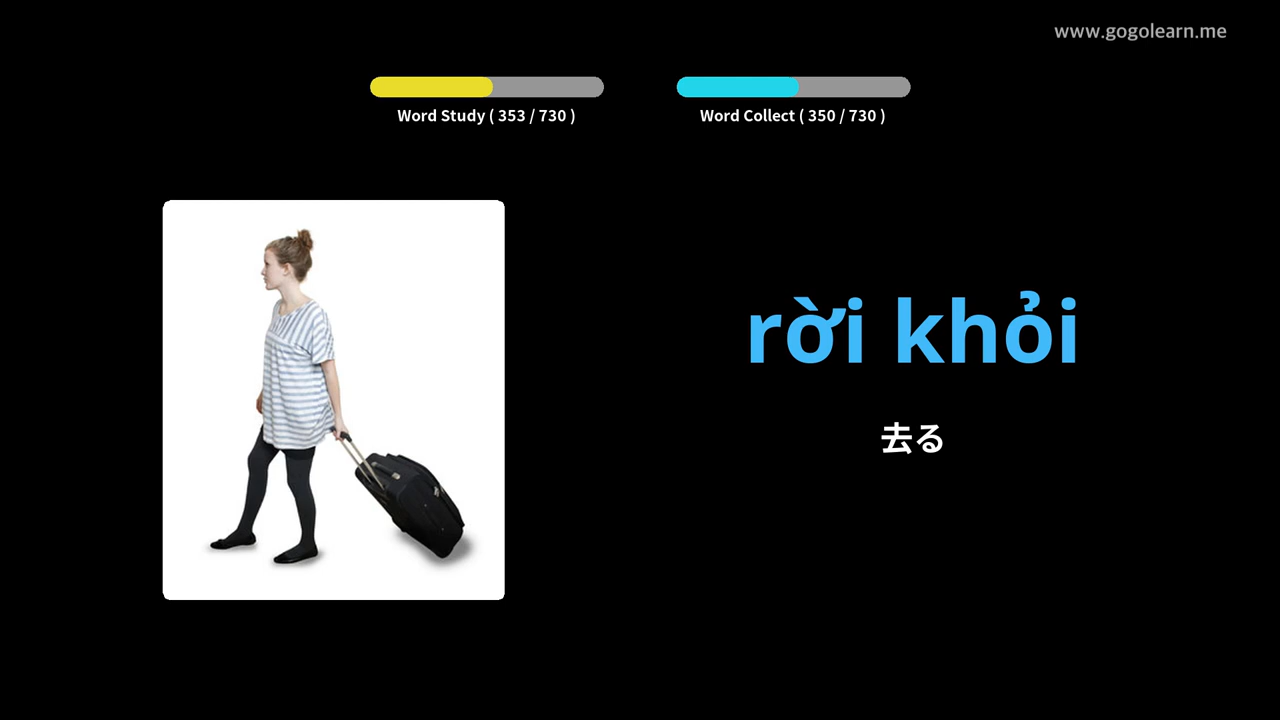 www.gogolearn.me
Word Study ( 353 / 730 )
Word Collect ( 350 / 730 )
rời khỏi
去る